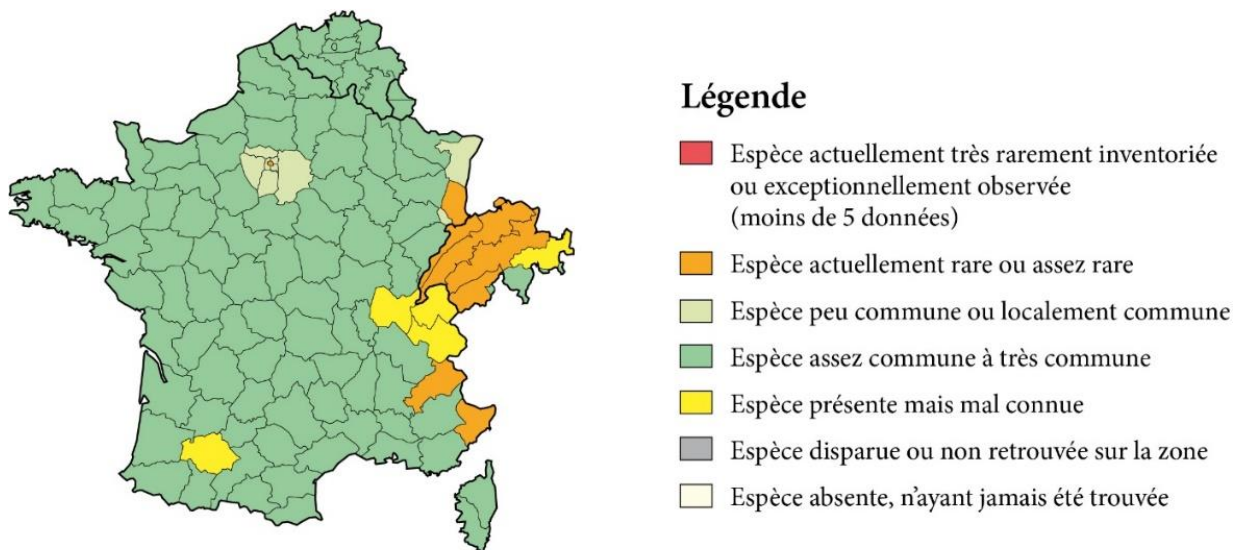 Légende
Espèce actuellement très rarement inventoriée
ou exceptionnellement observée
(moins de 5 données)
Espèce actuellement rare ou assez rare
Espèce peu commune ou localement commune
Espèce assez commune à très commune
Espèce présente mais mal connue
Espèce disparue ou non retrouvée sur la zone
Espèce absente, n'ayant jamais été trouvée